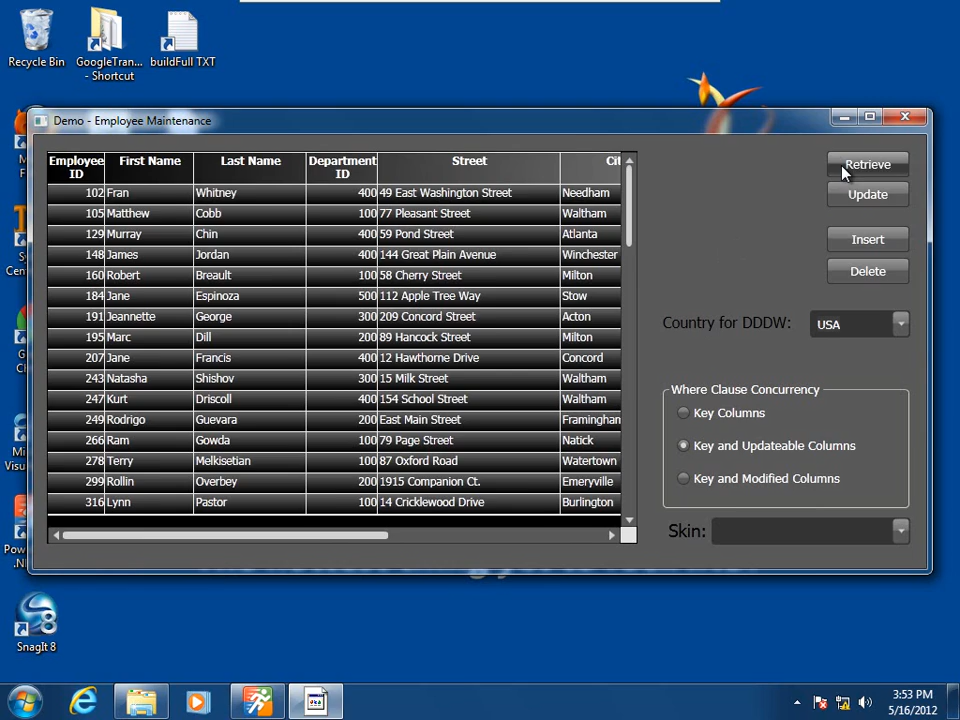 Recycle Bin
GoogleTran...
- Shortcut
buildFull TXT
Demo - Employee Maintenance
Employee ID First Name Last Name Department ID Street Cit
102 Fran Whitney 400 49 East Washington Street Needham
105 Matthew Cobb 100 77 Pleasant Street Waltham
129 Murray Chin 400 59 Pond Street Atlanta
148 James Jordan 400 144 Great Plain Avenue Winchester
160 Robert Breault 100 58 Cherry Street Milton
184 Jane Espinoza 500 112 Apple Tree Way Stow
191 Jeannette George 300 209 Concord Street Acton
195 Marc Dill 200 89 Hancock Street Milton
207 Jane Francis 400 12 Hawthorne Drive Concord
243 Natasha Shishov 300 15 Milk Street Waltham
247 Kurt Driscoll 400 154 School Street Waltham
249 Rodrigo Guevara 200 East Main Street Framingham
266 Ram Gowda 100 79 Page Street Natick
278 Terry Melkisetian 100 87 Oxford Road Watertown
299 Rollin Overbey 200 1915 Companion Ct. Emeryville
316 Lynn Pastor 100 14 Cricklewood Drive Burlington
Retrieve
Update
Insert
Delete
Country for DDDW: USA
Where Clause Concurrency
Key Columns
Key and Updateable Columns
Key and Modified Columns
Skin:
SnagIt 8
3:53 PM
5/16/2012